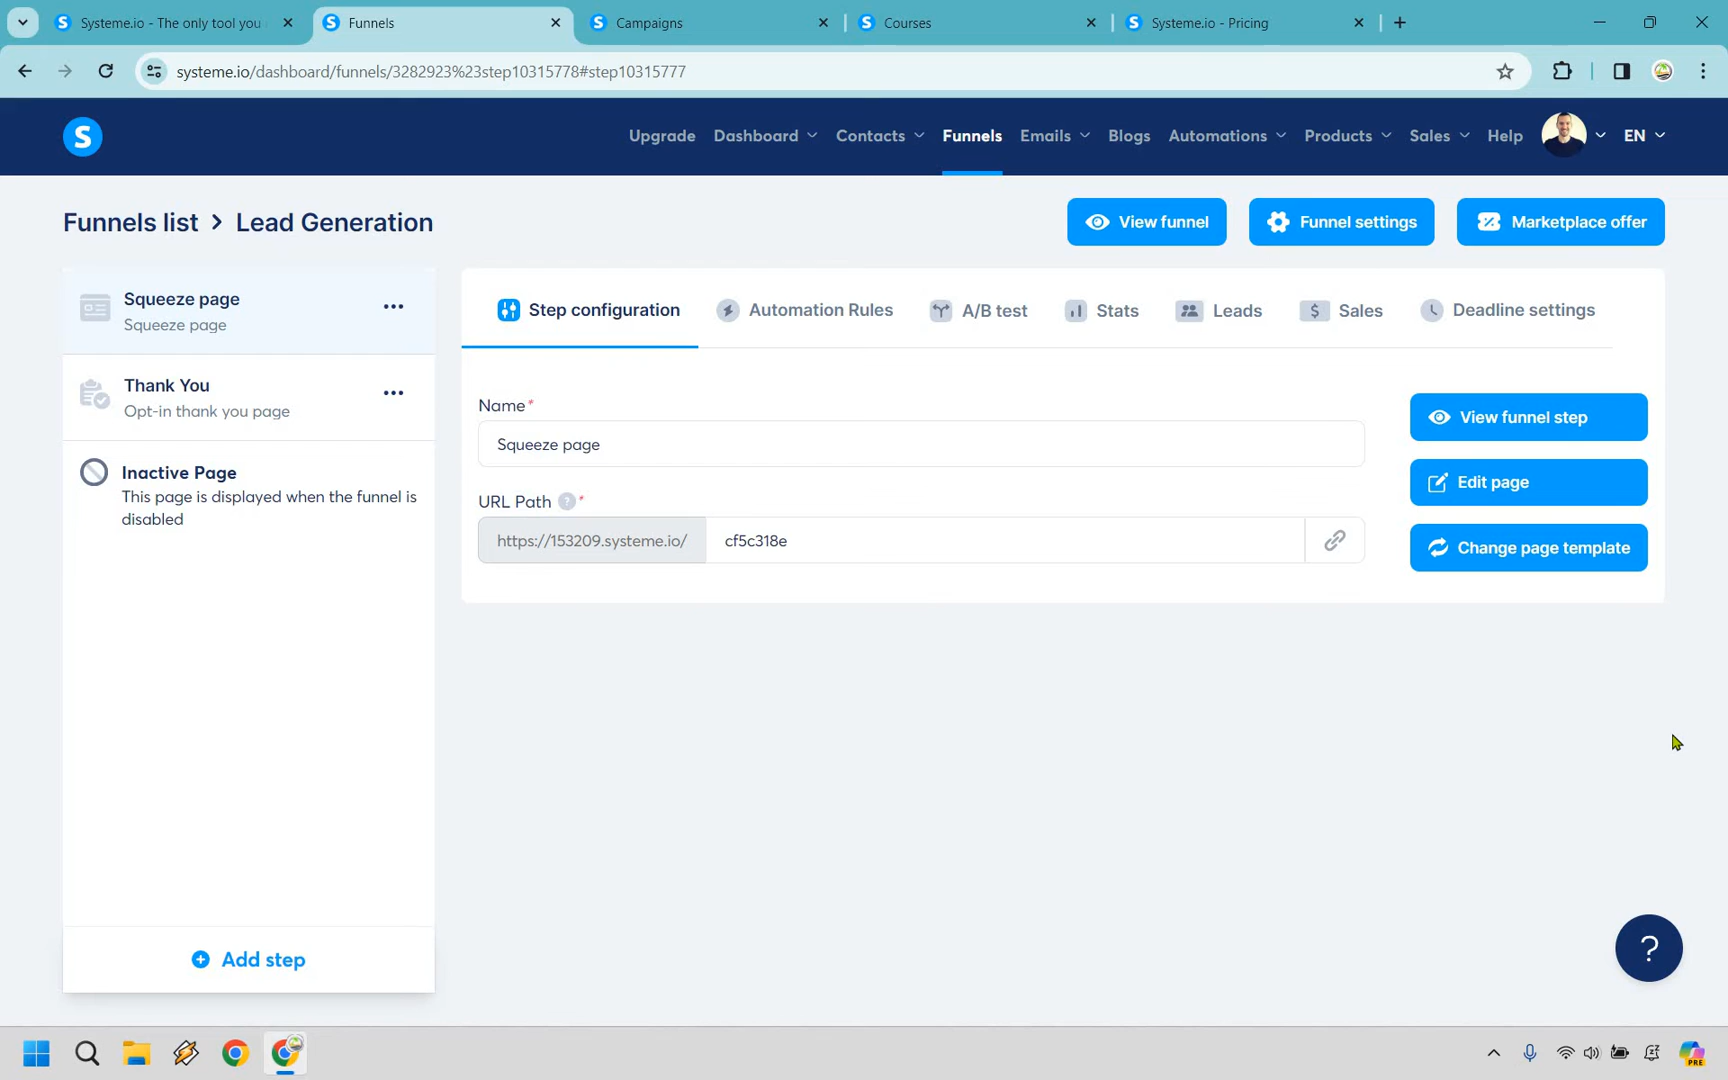 Systeme.io - The only tool you
Funnels
Campaigns
Courses
Systeme.io - Pricing
systeme.io/dashboard/funnels/3282923%23step10315778#step10315777
S
Upgrade
Dashboard
Contacts
Funnels
Emails
Blogs
Automations
Products
Sales
Help
EN
Funnels list > Lead Generation
View funnel
Funnel settings
Marketplace offer
Squeeze page
Squeeze page
Thank You
Opt-in thank you page
Inactive Page
This page is displayed when the funnel is
disabled
Add step
Step configuration
Automation Rules
A/B test
Stats
Leads
Sales
Deadline settings
Name*
Squeeze page
URL Path ? *
https://153209.systeme.io/
cf5c318e
View funnel step
Edit page
Change page template
?
PRE